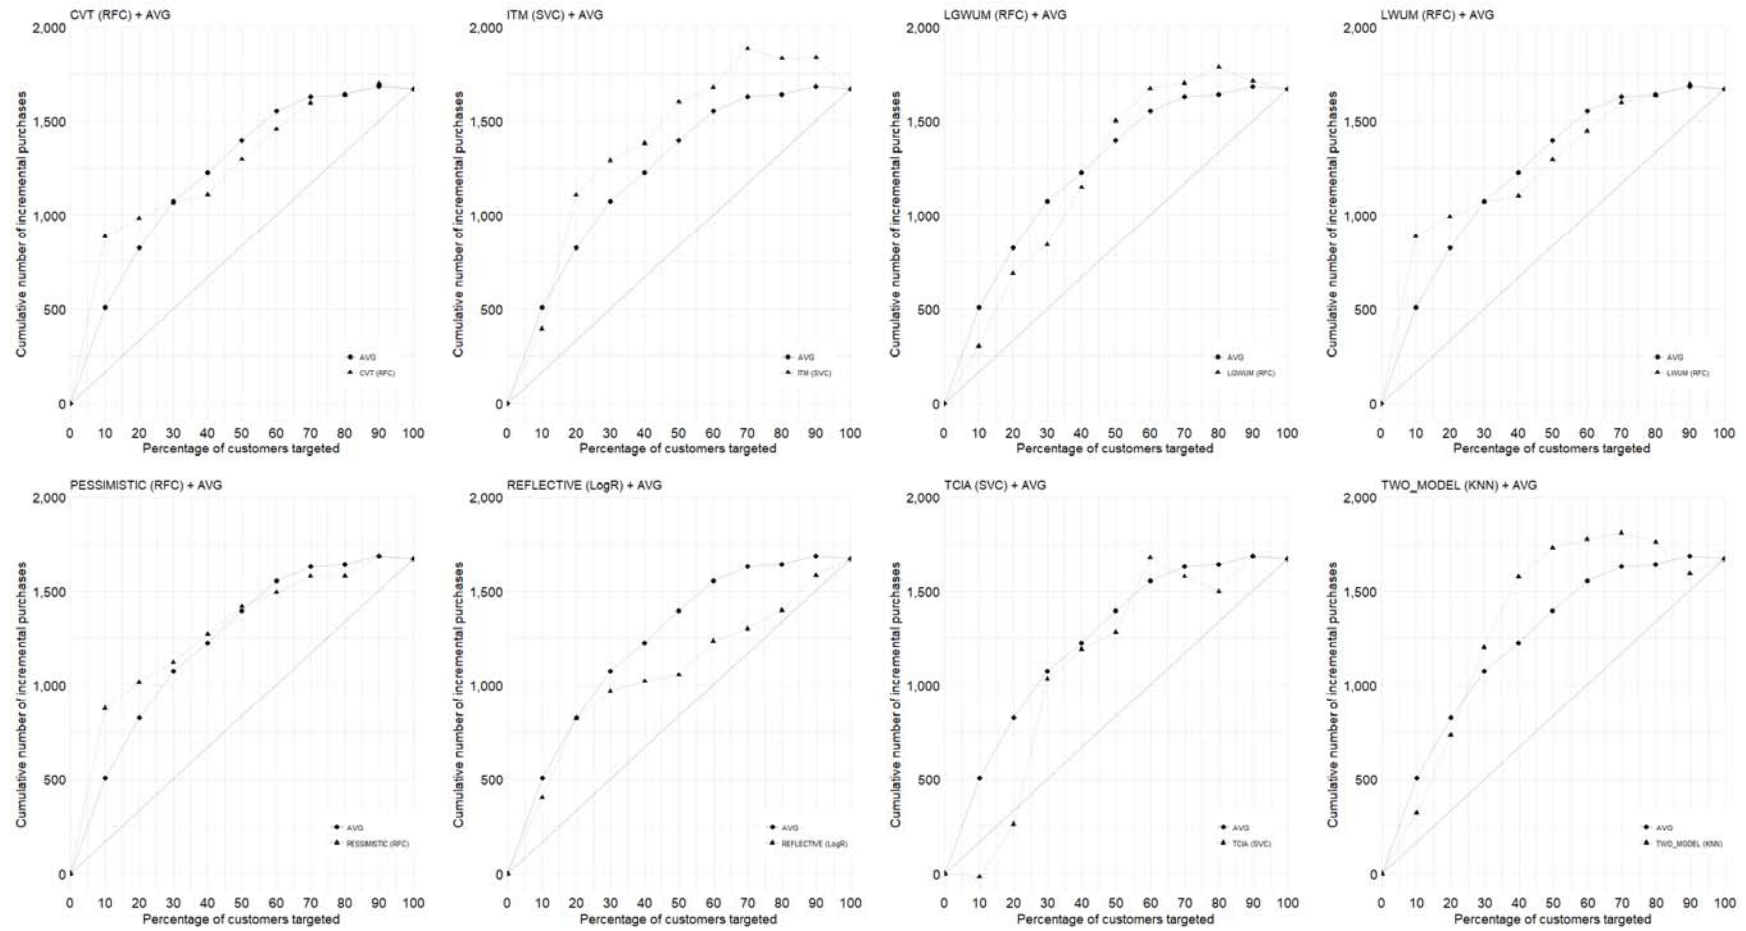 CVT (RFC) + AVG
Cumulative number of incremental purchases
2,000
1,500
1,000
500
0
AVG
CVT (RFC)
0 10 20 30 40 50 60 70 80 90 100
Percentage of customers targeted
ITM (SVC) + AVG
Cumulative number of incremental purchases
2,000
1,500
1,000
500
0
AVG
ITM (SVC)
0 10 20 30 40 50 60 70 80 90 100
Percentage of customers targeted
LGWUM (RFC) + AVG
Cumulative number of incremental purchases
2,000
1,500
1,000
500
0
AVG
LGWUM (RFC)
0 10 20 30 40 50 60 70 80 90 100
Percentage of customers targeted
LWUM (RFC) + AVG
Cumulative number of incremental purchases
2,000
1,500
1,000
500
0
AVG
LWUM (RFC)
0 10 20 30 40 50 60 70 80 90 100
Percentage of customers targeted
PESSIMISTIC (RFC) + AVG
Cumulative number of incremental purchases
2,000
1,500
1,000
500
0
AVG
PESSIMISTIC (RFC)
0 10 20 30 40 50 60 70 80 90 100
Percentage of customers targeted
REFLECTIVE (LogR) + AVG
Cumulative number of incremental purchases
2,000
1,500
1,000
500
0
AVG
REFLECTIVE (LogR)
0 10 20 30 40 50 60 70 80 90 100
Percentage of customers targeted
TCIA (SVC) + AVG
Cumulative number of incremental purchases
2,000
1,500
1,000
500
0
AVG
TCIA (SVC)
0 10 20 30 40 50 60 70 80 90 100
Percentage of customers targeted
TWO_MODEL (KNN) + AVG
Cumulative number of incremental purchases
2,000
1,500
1,000
500
0
AVG
TWO_MODEL (KNN)
0 10 20 30 40 50 60 70 80 90 100
Percentage of customers targeted